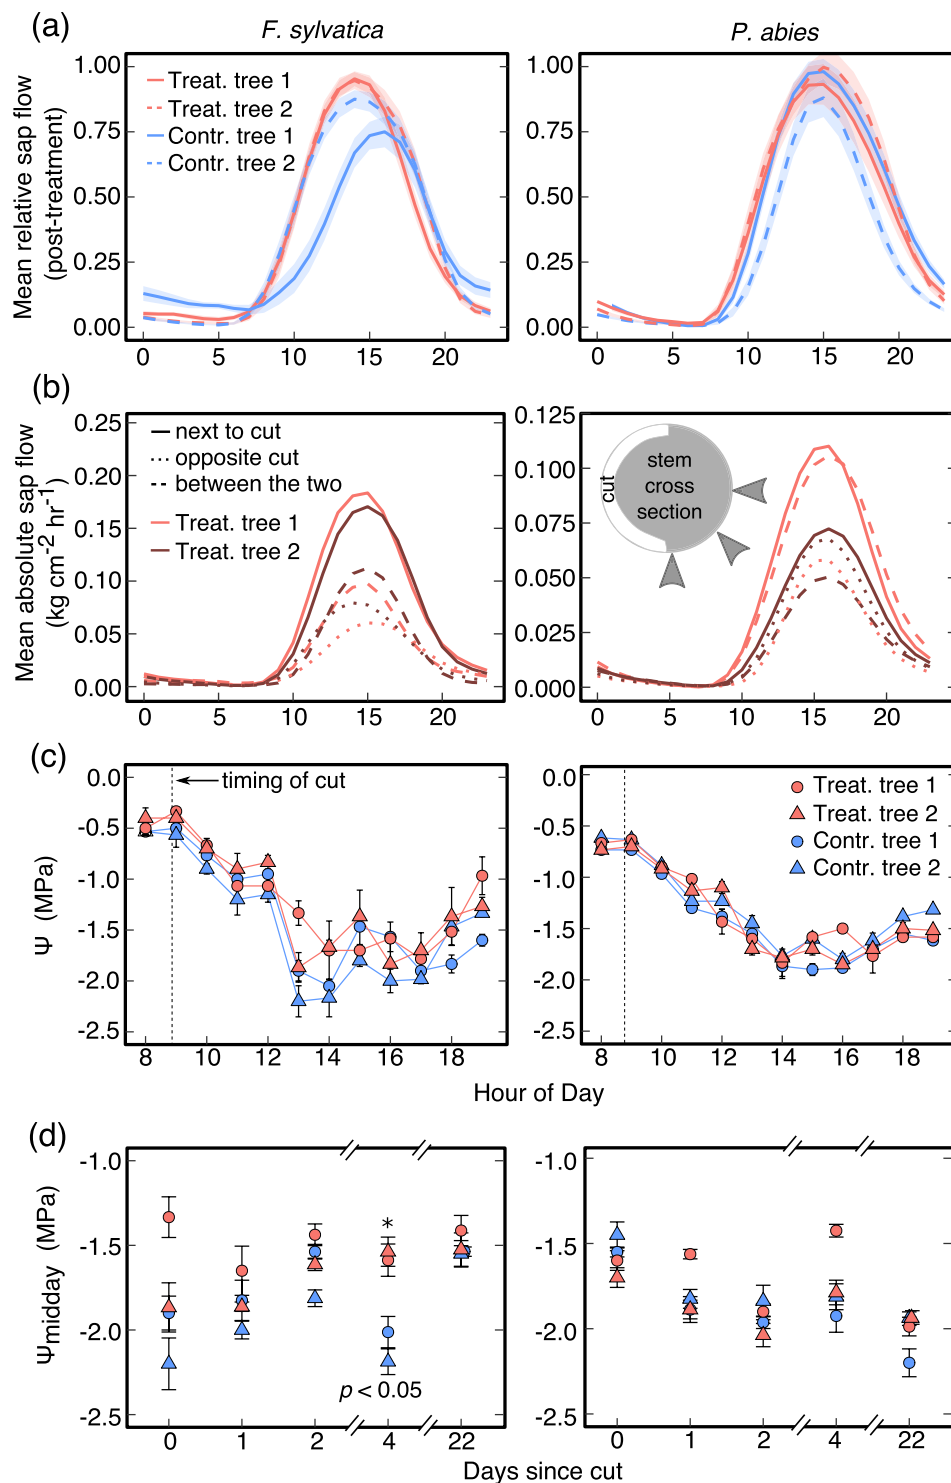 (a)
F. sylvatica
P. abies
Mean relative sap flow
(post-treatment)
1.00
0.75
0.50
0.25
0.00
Treat. tree 1
Treat. tree 2
Contr. tree 1
Contr. tree 2
0 5 10 15 20
1.00
0.75
0.50
0.25
0.00
0 5 10 15 20
(b)
Mean absolute sap flow
(kg cm⁻² hr⁻¹)
0.25
0.20
0.15
0.10
0.05
0.00
next to cut
opposite cut
between the two
Treat. tree 1
Treat. tree 2
0 5 10 15 20
0.125
0.100
0.075
0.050
0.025
0.000
cut
stem
cross
section
0 5 10 15 20
(c)
Ψ (MPa)
0.0
-0.5
-1.0
-1.5
-2.0
-2.5
timing of cut
8 10 12 14 16 18
0.0
-0.5
-1.0
-1.5
-2.0
-2.5
Treat. tree 1
Treat. tree 2
Contr. tree 1
Contr. tree 2
8 10 12 14 16 18
Hour of Day
(d)
Ψmidday (MPa)
-1.0
-1.5
-2.0
-2.5
*
p < 0.05
0 1 2 4 22
-1.0
-1.5
-2.0
-2.5
0 1 2 4 22
Days since cut